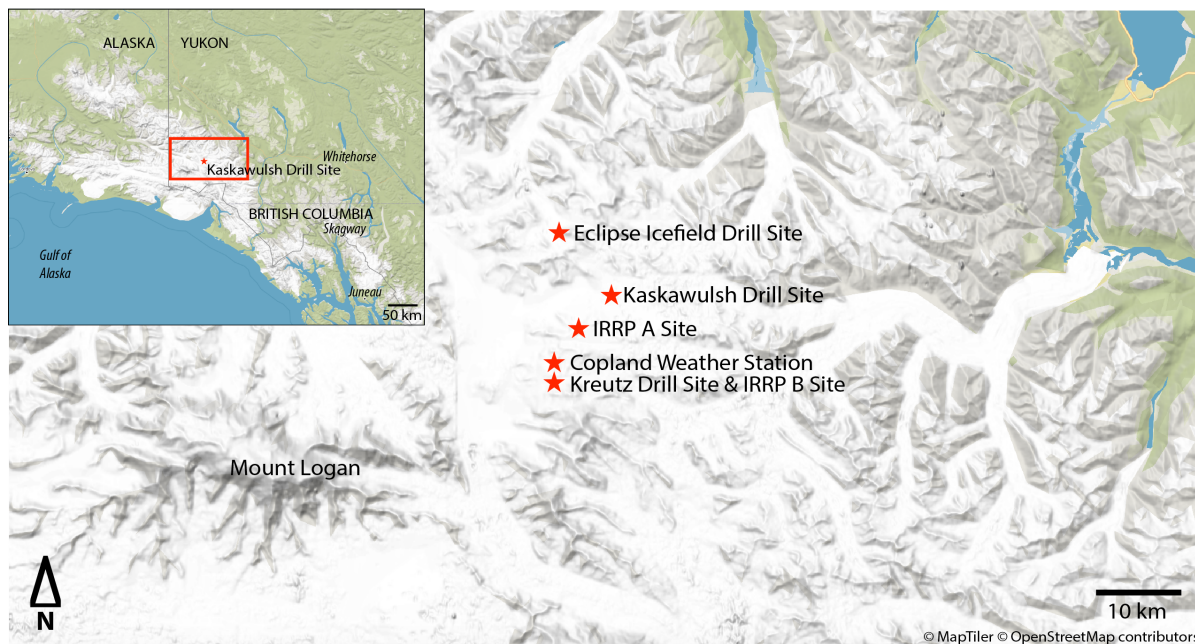 ALASKA
YUKON
Whitehorse
Kaskawulsh Drill Site
BRITISH COLUMBIA
Skagway
Gulf of
Alaska
Juneau
50 km
Eclipse Icefield Drill Site
Kaskawulsh Drill Site
IRRP A Site
Copland Weather Station
Kreutz Drill Site & IRRP B Site
Mount Logan
N
10 km
© MapTiler © OpenStreetMap contributors